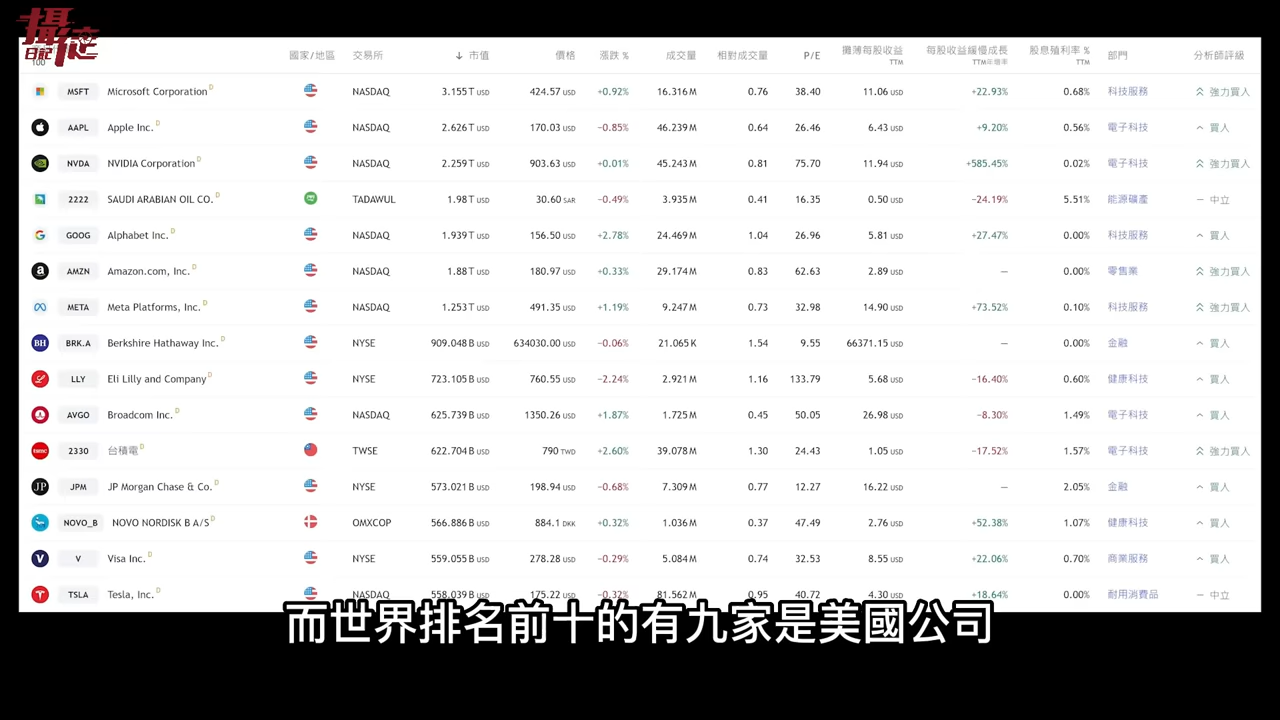 攝徒日記
100
國家/地區 交易所 ↓ 市值 價格 漲跌 % 成交量 相對成交量 P/E 攤薄每股收益 TTM 每股收益緩慢成長 TTM年增率 股息殖利率 % TTM 部門 分析師評級
MSFT Microsoft Corporation D NASDAQ 3.155 T USD 424.57 USD +0.92% 16.316 M 0.76 38.40 11.06 USD +22.93% 0.68% 科技服務 強力買入
AAPL Apple Inc. D NASDAQ 2.626 T USD 170.03 USD −0.85% 46.239 M 0.64 26.46 6.43 USD +9.20% 0.56% 電子科技 買入
NVDA NVIDIA Corporation D NASDAQ 2.259 T USD 903.63 USD +0.01% 45.243 M 0.81 75.70 11.94 USD +585.45% 0.02% 電子科技 強力買入
2222 SAUDI ARABIAN OIL CO. D TADAWUL 1.98 T USD 30.60 SAR −0.49% 3.935 M 0.41 16.35 0.50 USD −24.19% 5.51% 能源礦產 — 中立
GOOG Alphabet Inc. D NASDAQ 1.939 T USD 156.50 USD +2.78% 24.469 M 1.04 26.96 5.81 USD +27.47% 0.00% 科技服務 買入
AMZN Amazon.com, Inc. D NASDAQ 1.88 T USD 180.97 USD +0.33% 29.174 M 0.83 62.63 2.89 USD — 0.00% 零售業 強力買入
META Meta Platforms, Inc. D NASDAQ 1.253 T USD 491.35 USD +1.19% 9.247 M 0.73 32.98 14.90 USD +73.52% 0.10% 科技服務 強力買入
BH BRK.A Berkshire Hathaway Inc. D NYSE 909.048 B USD 634030.00 USD −0.06% 21.065 K 1.54 9.55 66371.15 USD — 0.00% 金融 買入
LLY Eli Lilly and Company D NYSE 723.105 B USD 760.55 USD −2.24% 2.921 M 1.16 133.79 5.68 USD −16.40% 0.60% 健康科技 買入
AVGO Broadcom Inc. D NASDAQ 625.739 B USD 1350.26 USD +1.87% 1.725 M 0.45 50.05 26.98 USD −8.30% 1.49% 電子科技 買入
2330 台積電 D TWSE 622.704 B USD 790 TWD +2.60% 39.078 M 1.30 24.43 1.05 USD −17.52% 1.57% 電子科技 強力買入
JP JPM JP Morgan Chase & Co. D NYSE 573.021 B USD 198.94 USD −0.68% 7.309 M 0.77 12.27 16.22 USD — 2.05% 金融 買入
NOVO_B NOVO NORDISK B A/S D OMXCOP 566.886 B USD 884.1 DKK +0.32% 1.036 M 0.37 47.49 2.76 USD +52.38% 1.07% 健康科技 買入
V V Visa Inc. D NYSE 559.055 B USD 278.28 USD −0.29% 5.084 M 0.74 32.53 8.55 USD +22.06% 0.70% 商業服務 買入
TSLA Tesla, Inc. D NASDAQ 558.039 B USD 175.22 USD −0.32% 81.562 M 0.95 40.72 4.30 USD +18.64% 0.00% 耐用消費品 — 中立
而世界排名前十的有九家是美國公司